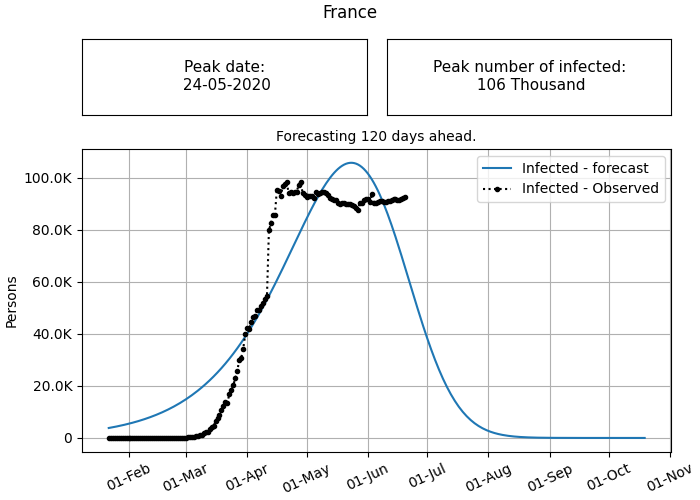 France
Peak date:
24-05-2020
Peak number of infected:
106 Thousand
Forecasting 120 days ahead.
Infected - forecast
Infected - Observed
Persons
100.0K
80.0K
60.0K
40.0K
20.0K
0
01-Feb
01-Mar
01-Apr
01-May
01-Jun
01-Jul
01-Aug
01-Sep
01-Oct
01-Nov